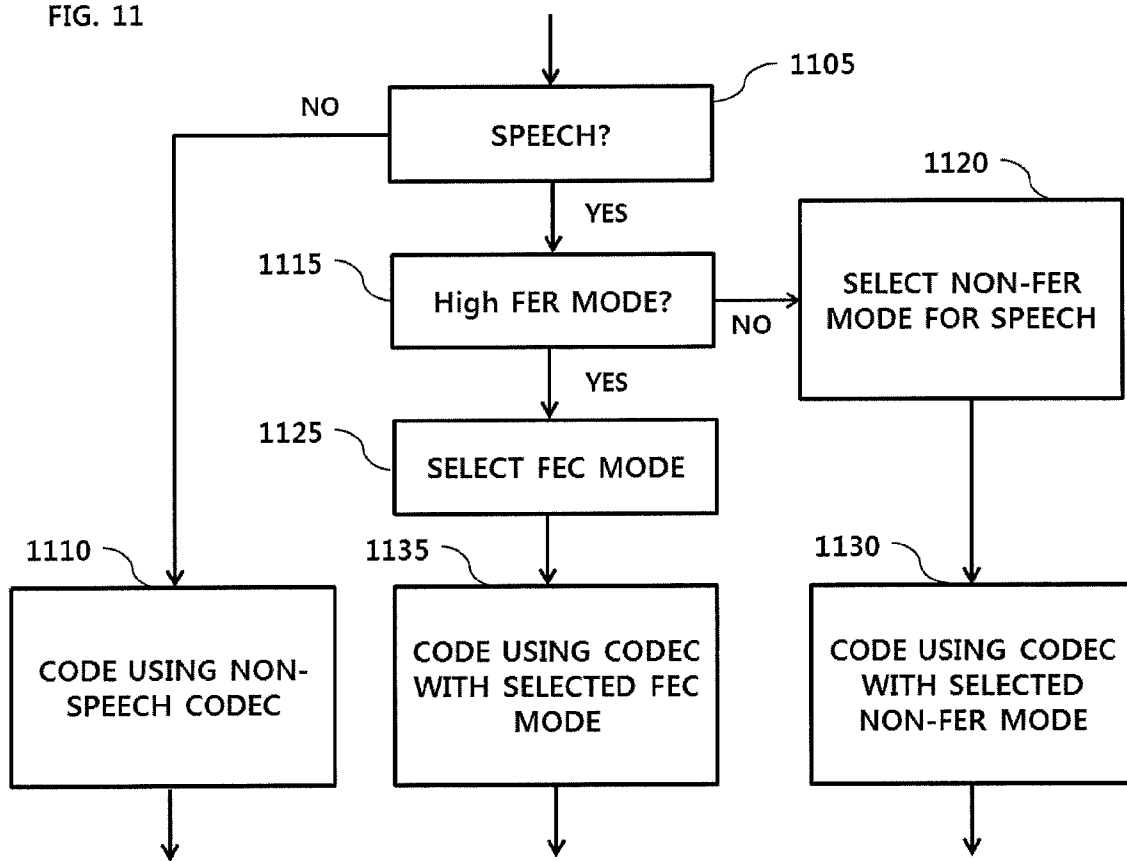 FIG. 11
1105
NO
SPEECH?
1120
YES
1115
High FER MODE?
NO
SELECT NON-FER
MODE FOR SPEECH
YES
1125
SELECT FEC MODE
1110
1135
1130
CODE USING NON-
SPEECH CODEC
CODE USING CODEC
WITH SELECTED FEC
MODE
CODE USING CODEC
WITH SELECTED
NON-FER MODE